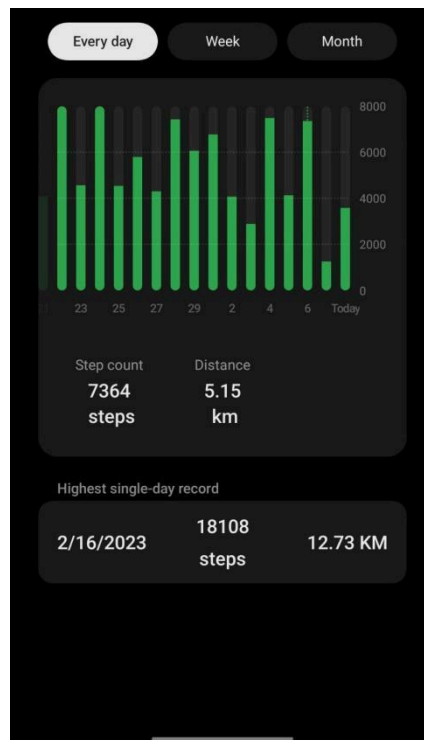 Every day Week Month
8000
6000
4000
2000
0
23 25 27 29 2 4 6 Today
Step count Distance
7364 5.15
steps km
Highest single-day record
2/16/2023 18108 steps 12.73 KM